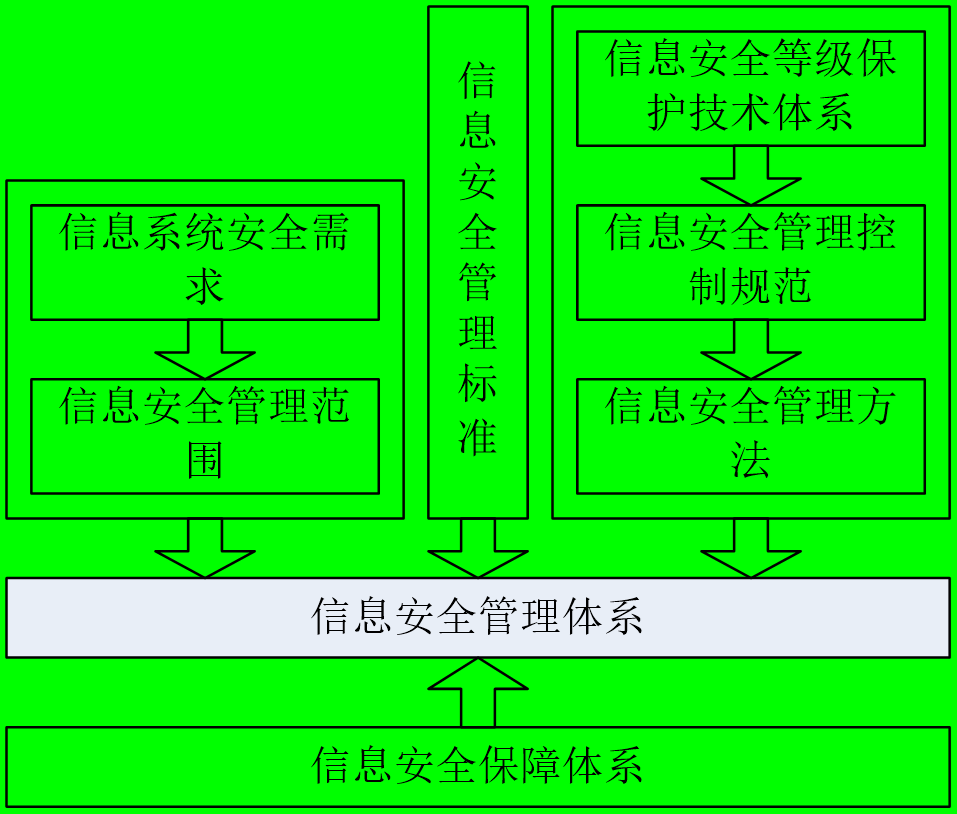 信息系统安全需
求
信息安全管理范
围
信息安全管理标准
信息安全等级保
护技术体系
信息安全管理控
制规范
信息安全管理方
法
信息安全管理体系
信息安全保障体系